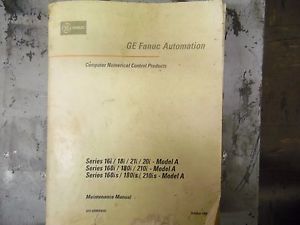 GE Fanuc Automation
Computer Numerical Control Products
Series 16i / 18i / 21i / 20i - Model A
Series 160i / 180i / 210i - Model A
Series 160is / 180is / 210is - Model A
Maintenance Manual